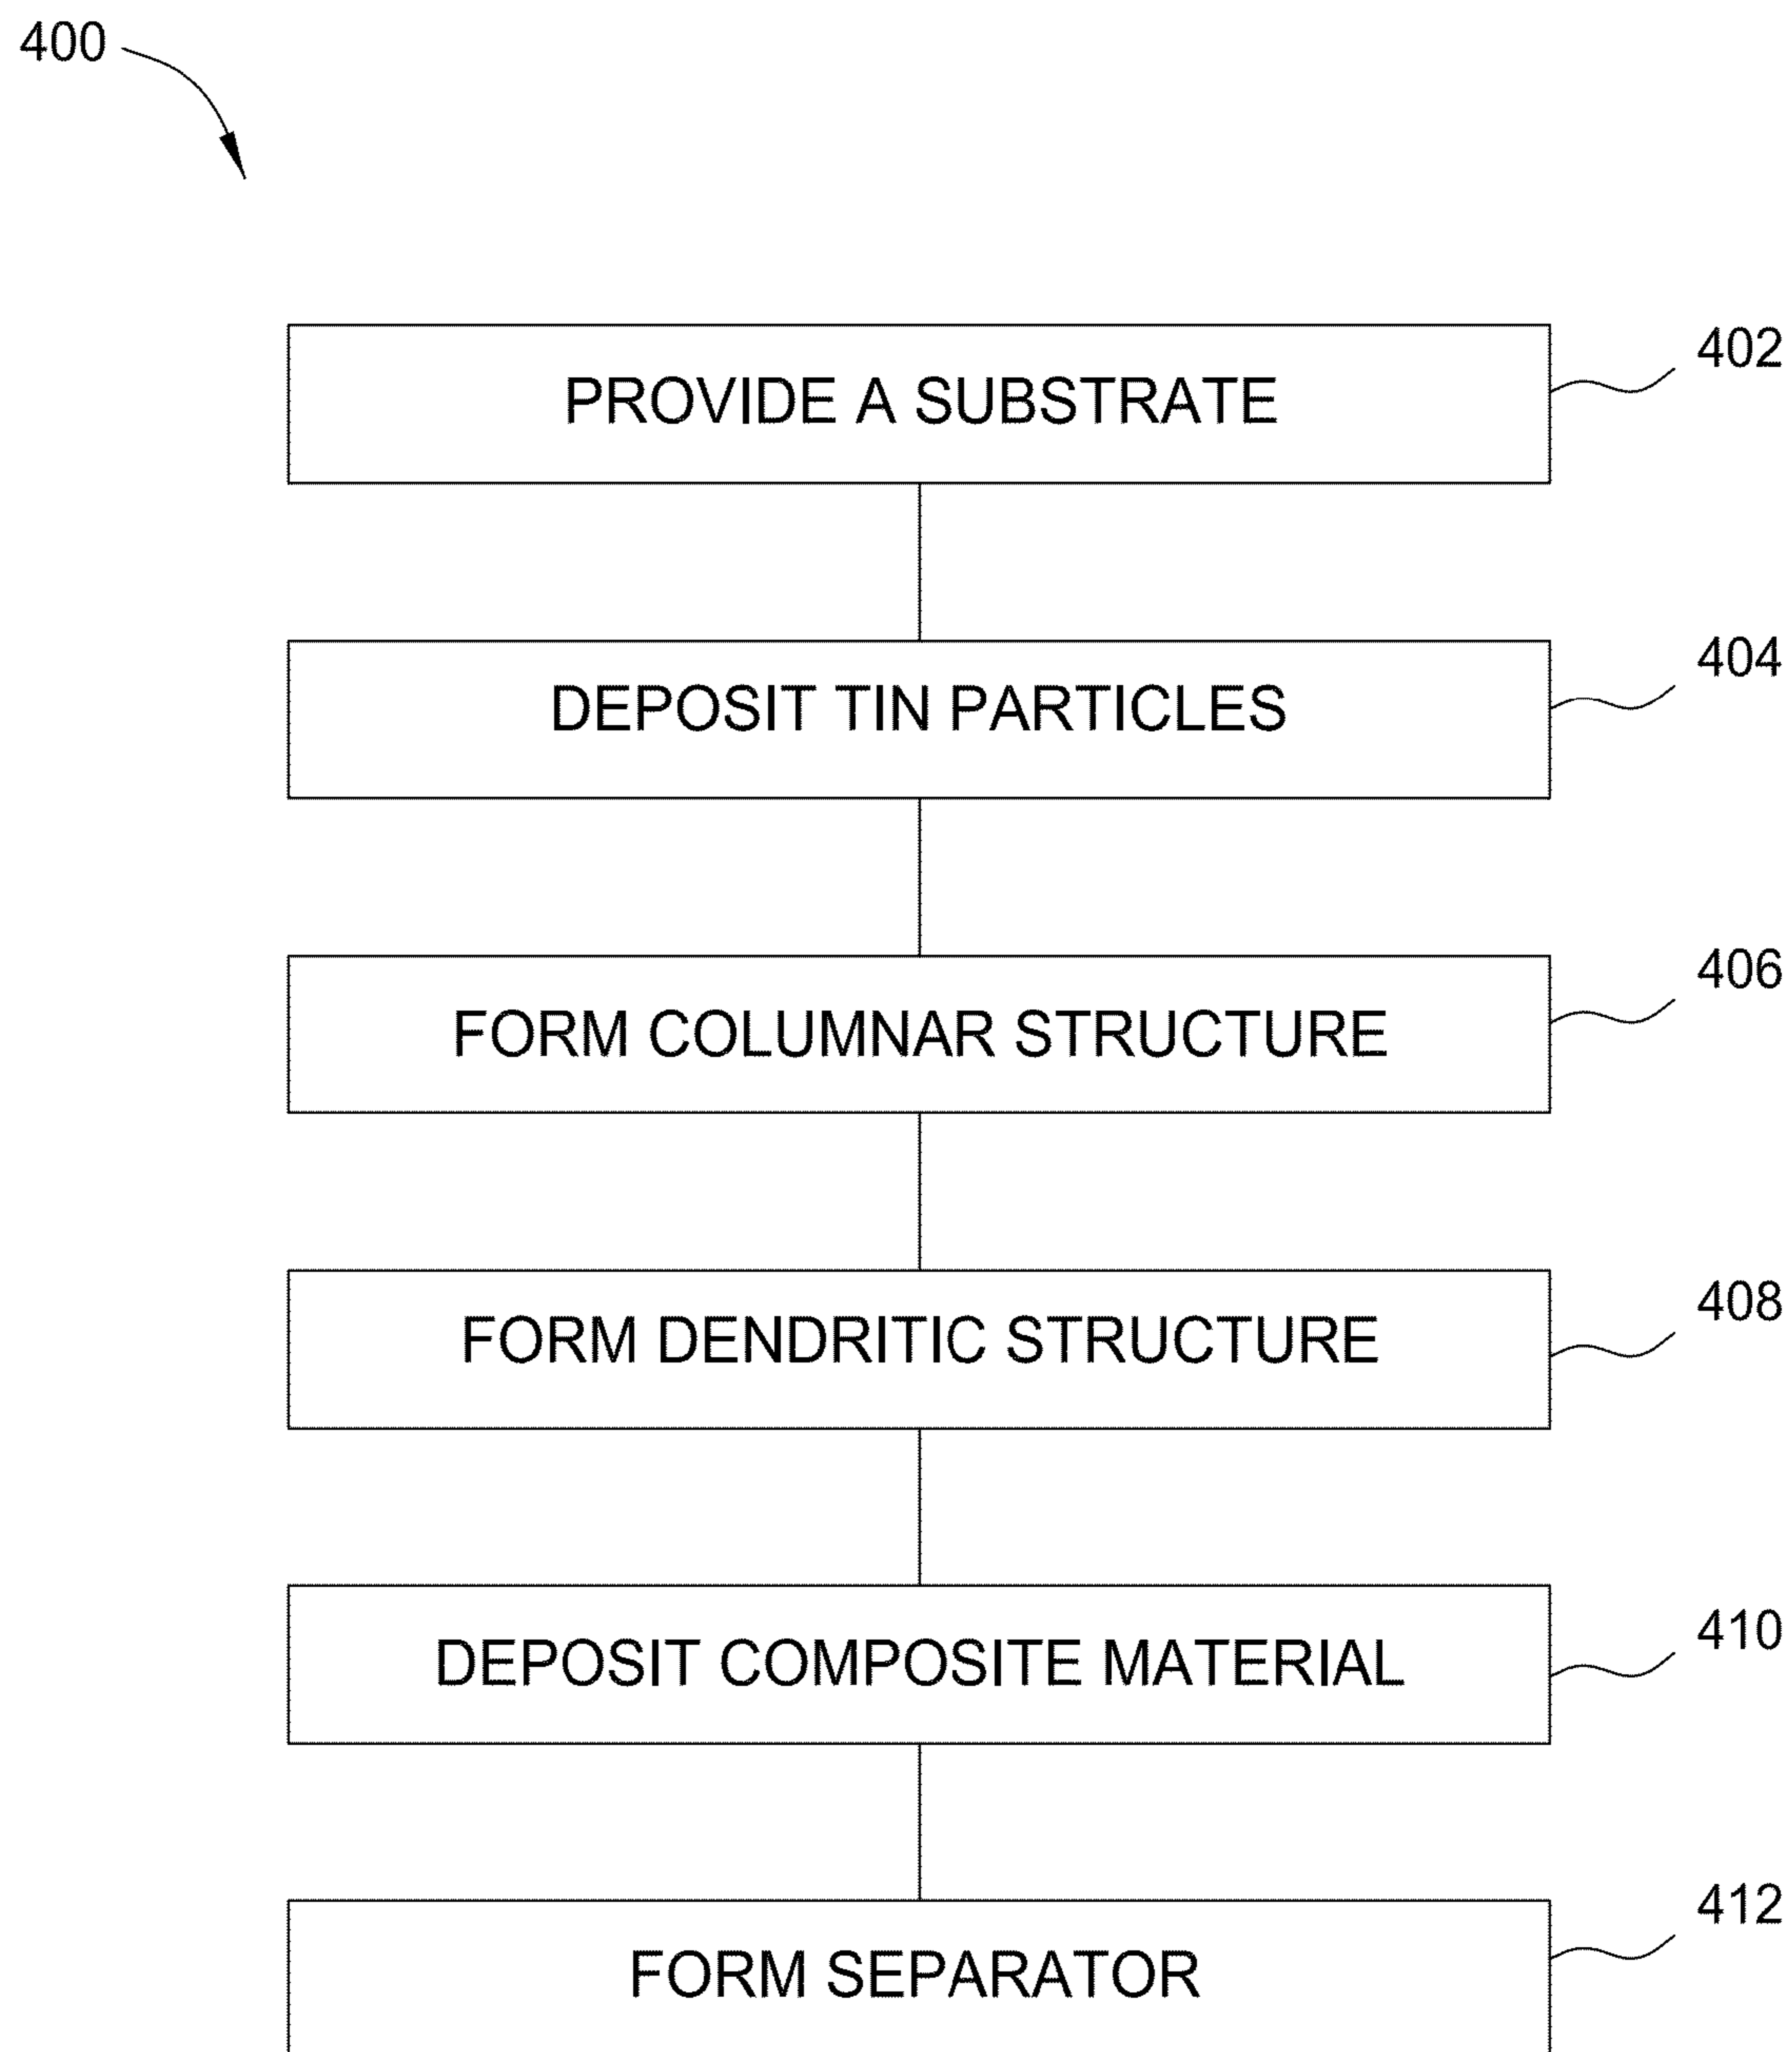 400
PROVIDE A SUBSTRATE
402
DEPOSIT TIN PARTICLES
404
FORM COLUMNAR STRUCTURE
406
FORM DENDRITIC STRUCTURE
408
DEPOSIT COMPOSITE MATERIAL
410
FORM SEPARATOR
412